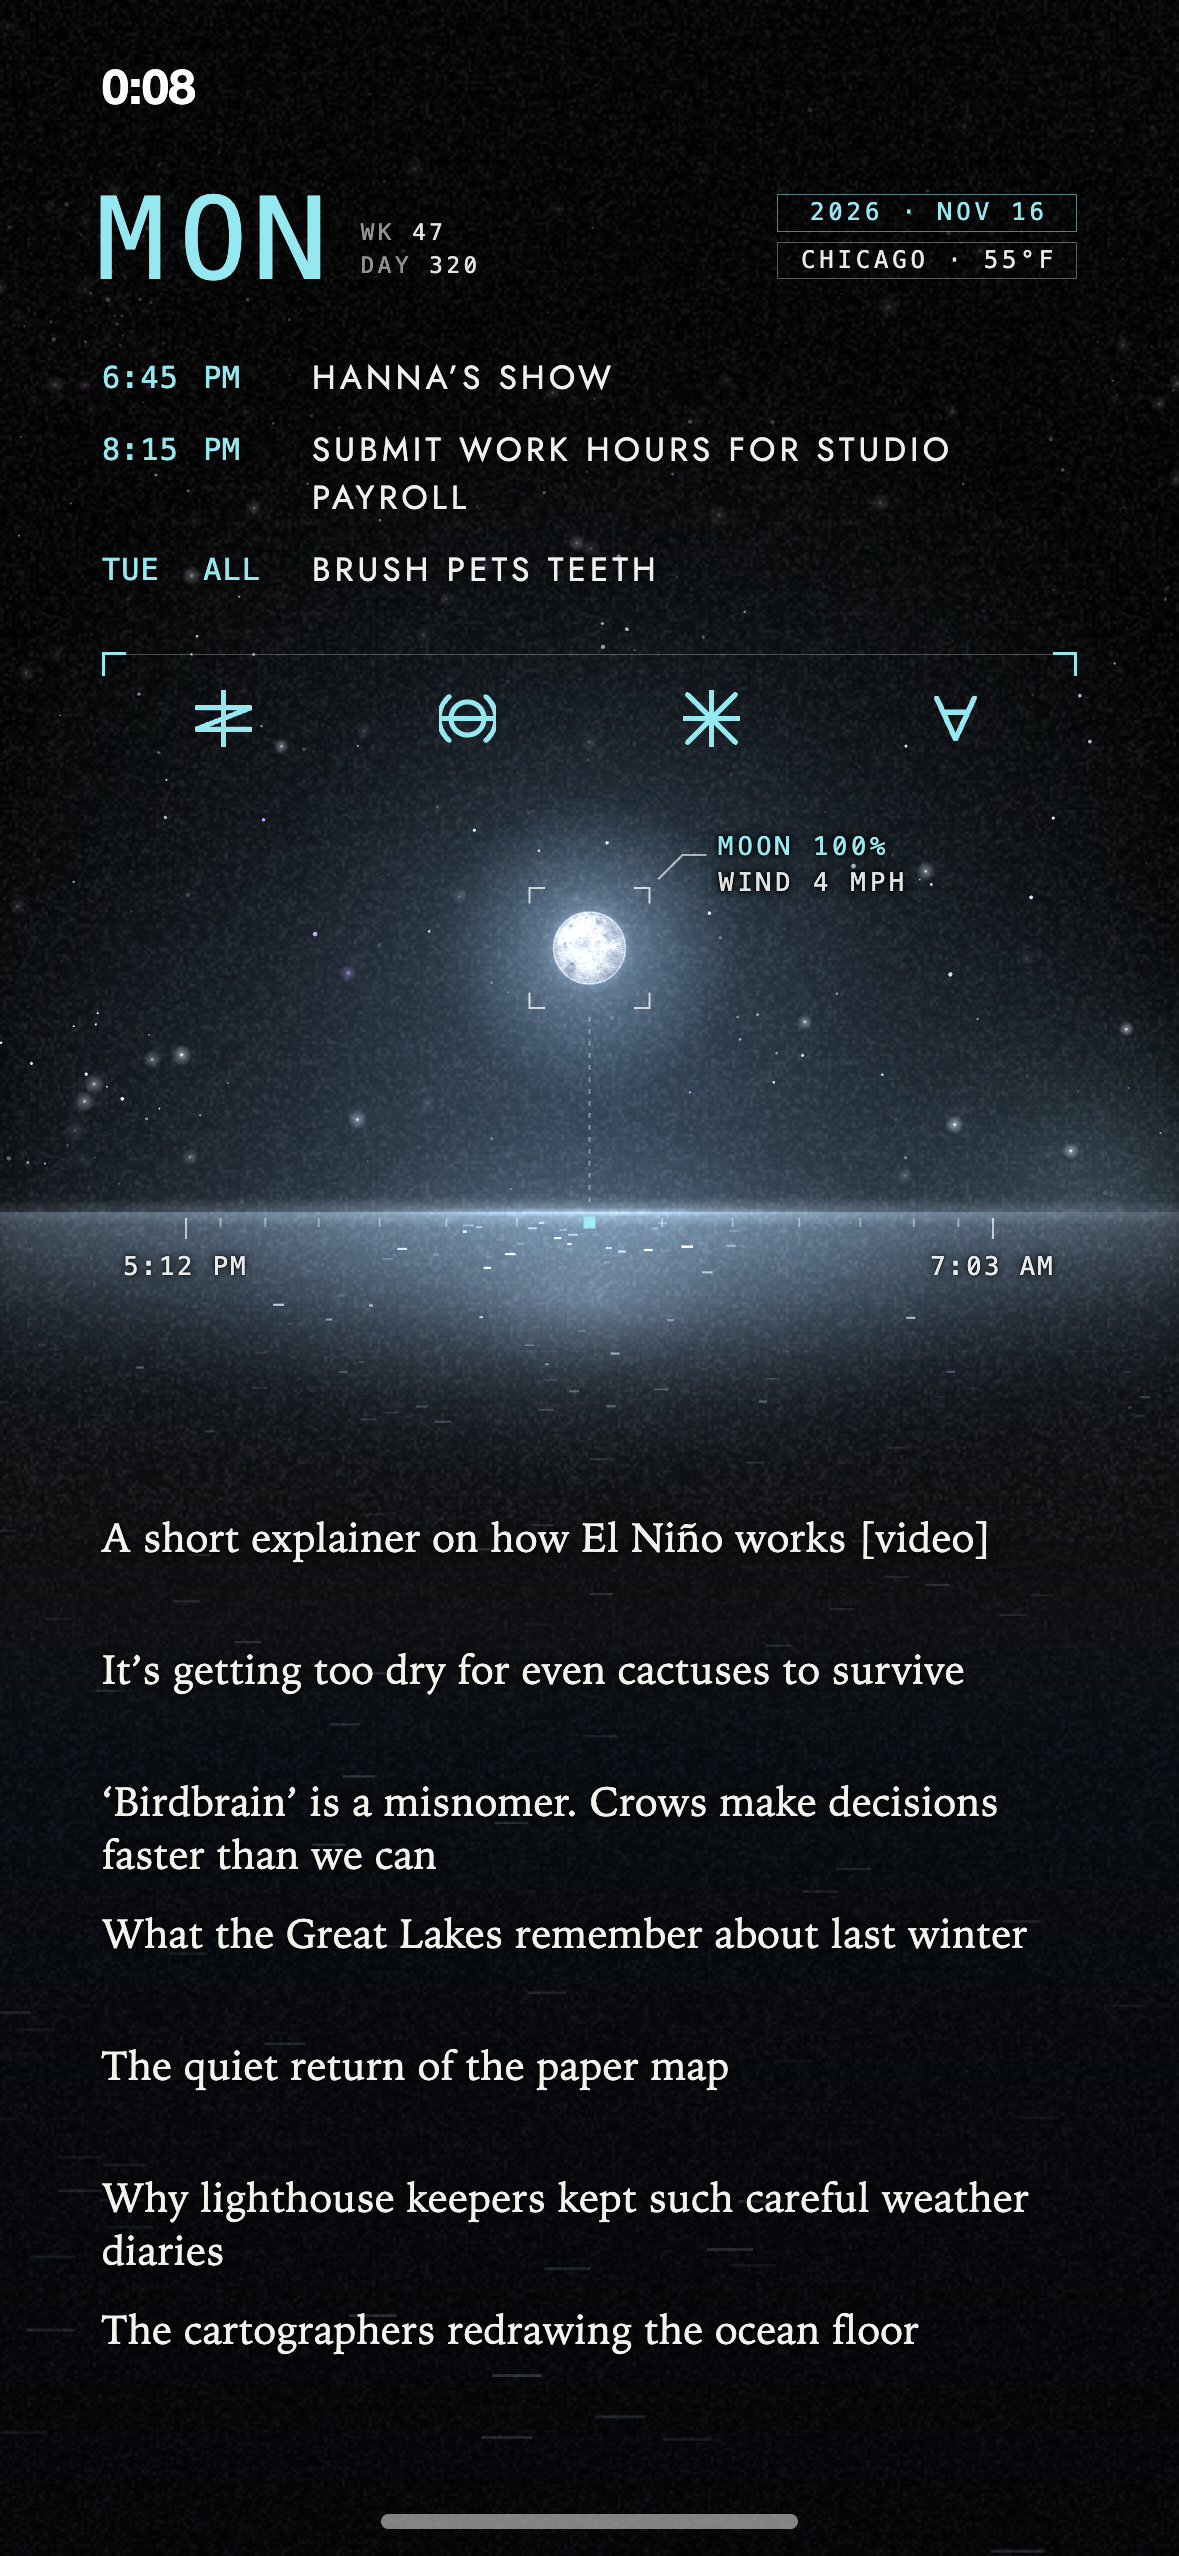 0:08
MON
WK 47
DAY 320
2026 · NOV 16
CHICAGO · 55°F
6:45 PM HANNA’S SHOW
8:15 PM SUBMIT WORK HOURS FOR STUDIO
PAYROLL
TUE ALL BRUSH PETS TEETH
MOON 100%
WIND 4 MPH
5:12 PM
7:03 AM
A short explainer on how El Niño works [video]
It’s getting too dry for even cactuses to survive
‘Birdbrain’ is a misnomer. Crows make decisions
faster than we can
What the Great Lakes remember about last winter
The quiet return of the paper map
Why lighthouse keepers kept such careful weather
diaries
The cartographers redrawing the ocean floor